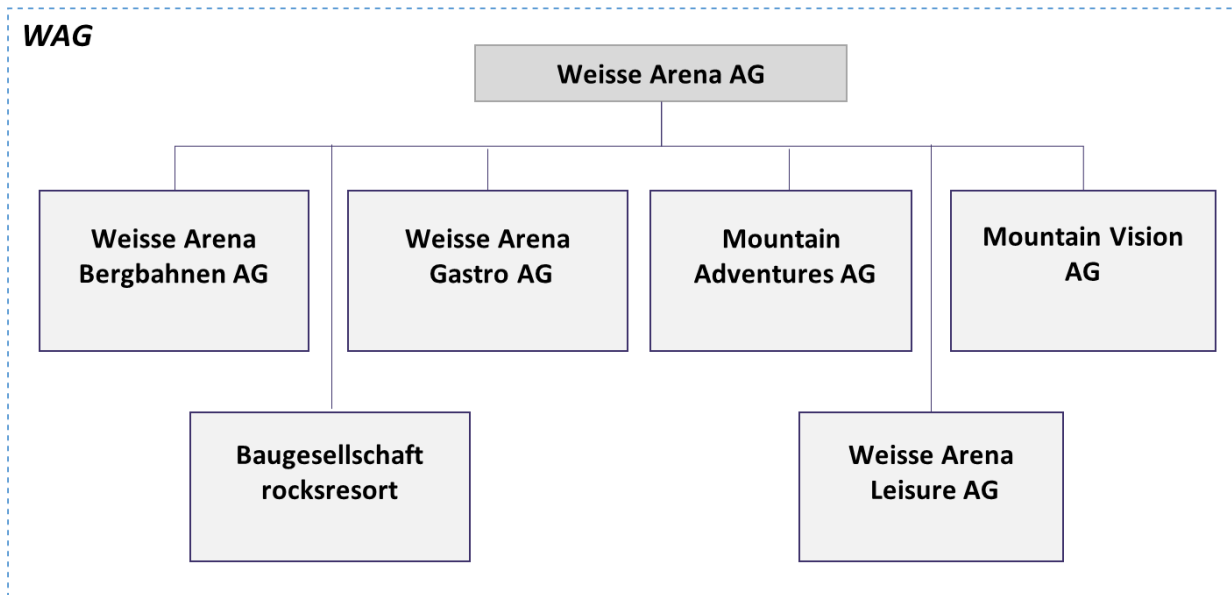 WAG
Weisse Arena AG
Weisse Arena
Bergbahnen AG
Weisse Arena
Gastro AG
Mountain
Adventures AG
Mountain Vision
AG
Baugesellschaft
rocksresort
Weisse Arena
Leisure AG